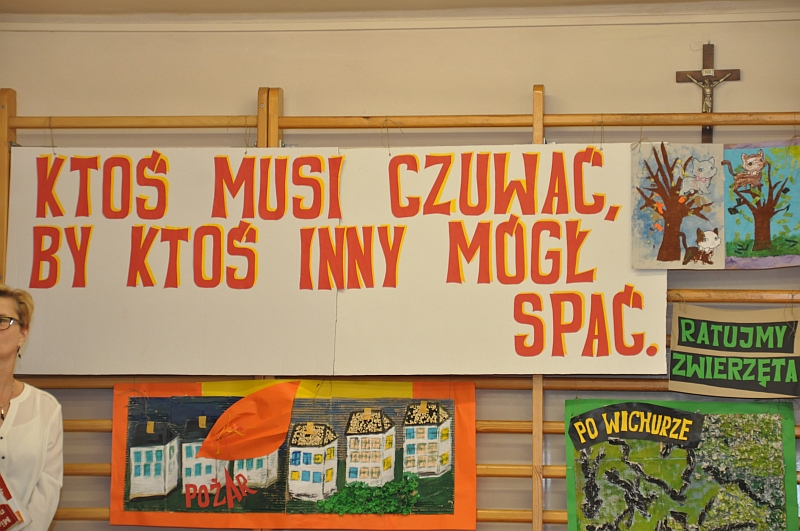 KTOŚ MUSI CZUWAĆ,
BY KTOŚ INNY MÓGŁ
SPAĆ.
RATUJMY
ZWIERZĘTA
PO WICHURZE
POŻAR